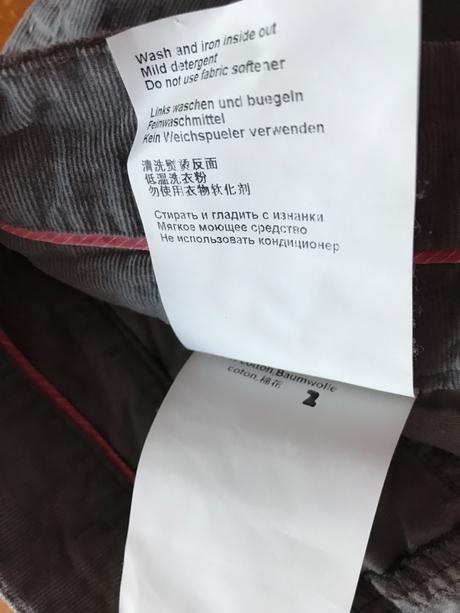 Wash and iron inside out
Mild detergent
Do not use fabric softener
Links waschen und buegeln
Feinwaschmittel
Kein Weichspueler verwenden
清洗熨烫反面
低温洗衣粉
勿使用衣物软化剂
Стирать и гладить с изнанки
Мягкое моющее средство
Не использовать кондиционер
cotton,Baumwolle
coton,棉花
2